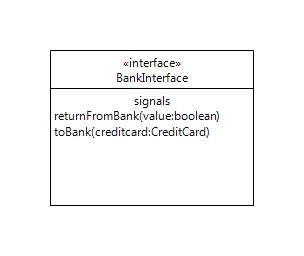 «interface»
BankInterface
signals
returnFromBank(value:boolean)
toBank(creditcard:CreditCard)